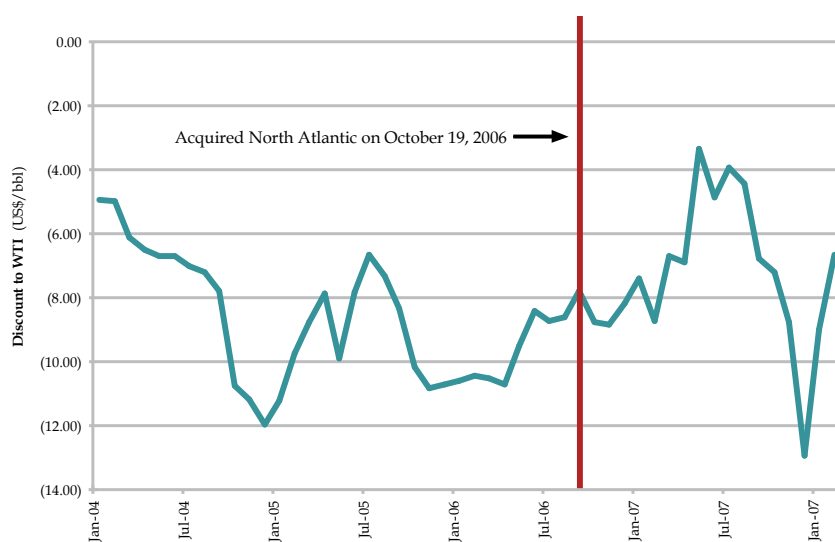 0.00
(2.00)
Acquired North Atlantic on October 19, 2006
(4.00)
(6.00)
(8.00)
(10.00)
(12.00)
(14.00)
Discount to WTI (US$/bbl)
Jan-04
Jul-04
Jan-05
Jul-05
Jan-06
Jul-06
Jan-07
Jul-07
Jan-07